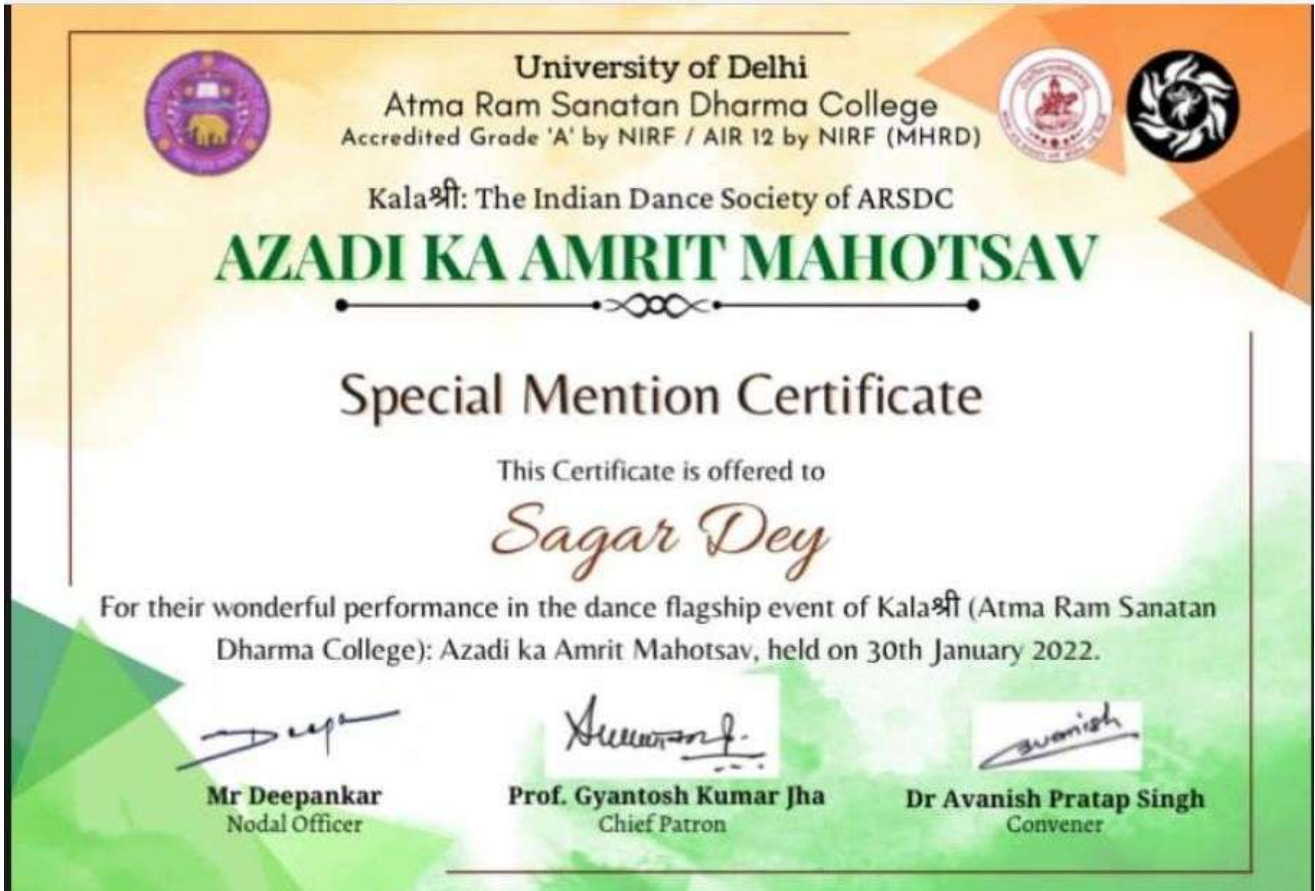 University of Delhi
Atma Ram Sanatan Dharma College
Accredited Grade 'A' by NIRF / AIR 12 by NIRF (MHRD)
Kalaश्री: The Indian Dance Society of ARSDC
AZADI KA AMRIT MAHOTSAV
Special Mention Certificate
This Certificate is offered to
Sagar Dey
For their wonderful performance in the dance flagship event of Kalaश्री (Atma Ram Sanatan
Dharma College): Azadi ka Amrit Mahotsav, held on 30th January 2022.
avanish
Mr Deepankar
Nodal Officer
Prof. Gyantosh Kumar Jha
Chief Patron
Dr Avanish Pratap Singh
Convener